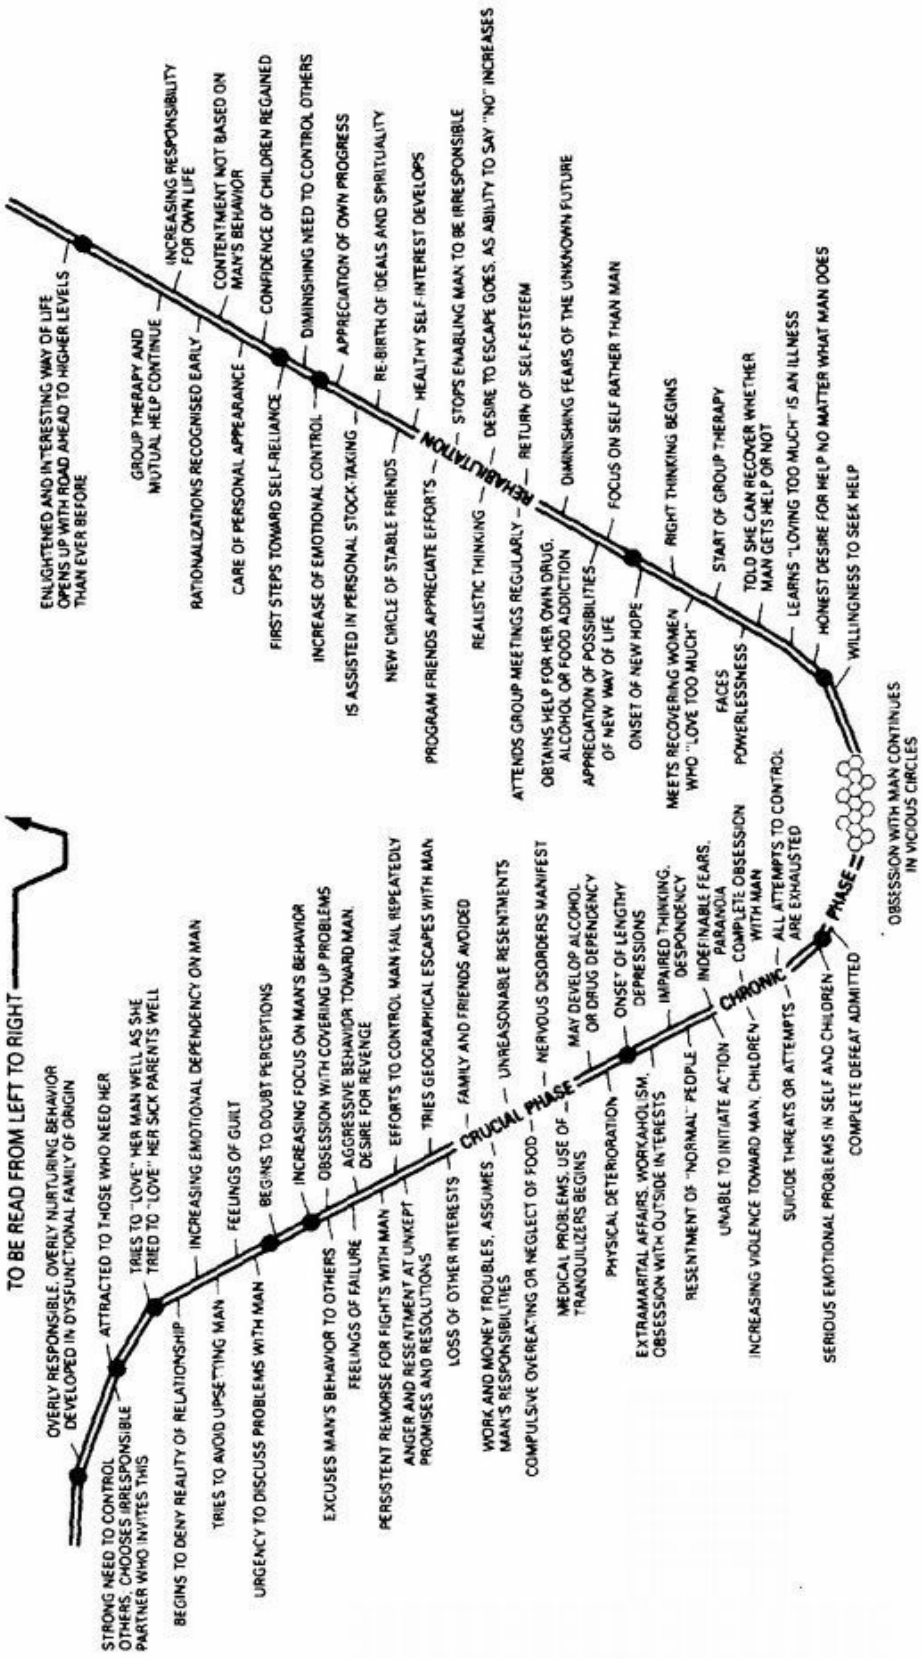 TO BE READ FROM LEFT TO RIGHT
OVERLY RESPONSIBLE, OVERLY NURTURING BEHAVIOR
DEVELOPED IN DYSFUNCTIONAL FAMILY OF ORIGIN
STRONG NEED TO CONTROL
OTHERS, CHOOSES IRRESPONSIBLE
PARTNER WHO INVITES THIS
ATTRACTED TO THOSE WHO NEED HER
TRIES TO "LOVE" HER MAN WELL AS SHE
TRIED TO "LOVE" HER SICK PARENTS WELL
BEGINS TO DENY REALITY OF RELATIONSHIP
INCREASING EMOTIONAL DEPENDENCY ON MAN
TRIES TO AVOID UPSETTING MAN
FEELINGS OF GUILT
URGENCY TO DISCUSS PROBLEMS WITH MAN
BEGINS TO DOUBT PERCEPTIONS
INCREASING FOCUS ON MAN'S BEHAVIOR
EXCUSES MAN'S BEHAVIOR TO OTHERS
OBSESSION WITH COVERING UP PROBLEMS
FEELINGS OF FAILURE
AGGRESSIVE BEHAVIOR TOWARD MAN,
DESIRE FOR REVENGE
PERSISTENT REMORSE FOR FIGHTS WITH MAN
EFFORTS TO CONTROL MAN FAIL REPEATEDLY
ANGER AND RESENTMENT AT UNKEPT
PROMISES AND RESOLUTIONS
TRIES GEOGRAPHICAL ESCAPES WITH MAN
LOSS OF OTHER INTERESTS
FAMILY AND FRIENDS AVOIDED
CRUCIAL PHASE
WORK AND MONEY TROUBLES, ASSUMES
MAN'S RESPONSIBILITIES
UNREASONABLE RESENTMENTS
COMPULSIVE OVEREATING OR NEGLECT OF FOOD
NERVOUS DISORDERS MANIFEST
MEDICAL PROBLEMS, USE OF
TRANQUILIZERS BEGINS
MAY DEVELOP ALCOHOL
OR DRUG DEPENDENCY
PHYSICAL DETERIORATION
ONSET OF LENGTHY
DEPRESSIONS
EXTRAMARITAL AFFAIRS, WORKAHOLISM,
OBSESSION WITH OUTSIDE INTERESTS
IMPAIRED THINKING,
DESPONDENCY
RESENTMENT OF "NORMAL" PEOPLE
INDEFINABLE FEARS,
PARANOIA
UNABLE TO INITIATE ACTION
COMPLETE OBSESSION
WITH MAN
CHRONIC PHASE
INCREASING VIOLENCE TOWARD MAN, CHILDREN
SUICIDE THREATS OR ATTEMPTS
ALL ATTEMPTS TO CONTROL
ARE EXHAUSTED
SERIOUS EMOTIONAL PROBLEMS IN SELF AND CHILDREN
COMPLETE DEFEAT ADMITTED
OBSESSION WITH MAN CONTINUES
IN VICIOUS CIRCLES
WILLINGNESS TO SEEK HELP
HONEST DESIRE FOR HELP NO MATTER WHAT MAN DOES
LEARNS "LOVING TOO MUCH" IS AN ILLNESS
TOLD SHE CAN RECOVER WHETHER
MAN GETS HELP OR NOT
FACES
POWERLESSNESS
START OF GROUP THERAPY
MEETS RECOVERING WOMEN
WHO "LOVE TOO MUCH"
RIGHT THINKING BEGINS
ONSET OF NEW HOPE
FOCUS ON SELF RATHER THAN MAN
APPRECIATION OF POSSIBILITIES
OF NEW WAY OF LIFE
DIMINISHING FEARS OF THE UNKNOWN FUTURE
OBTAINS HELP FOR HER OWN DRUG,
ALCOHOL OR FOOD ADDICTION
RETURN OF SELF-ESTEEM
ATTENDS GROUP MEETINGS REGULARLY
REHABILITATION
DESIRE TO ESCAPE GOES, AS ABILITY TO SAY "NO" INCREASES
REALISTIC THINKING
STOPS ENABLING MAN TO BE IRRESPONSIBLE
PROGRAM FRIENDS APPRECIATE EFFORTS
HEALTHY SELF-INTEREST DEVELOPS
NEW CIRCLE OF STABLE FRIENDS
RE-BIRTH OF IDEALS AND SPIRITUALITY
IS ASSISTED IN PERSONAL STOCK-TAKING
APPRECIATION OF OWN PROGRESS
INCREASE OF EMOTIONAL CONTROL
DIMINISHING NEED TO CONTROL OTHERS
FIRST STEPS TOWARD SELF-RELIANCE
CONFIDENCE OF CHILDREN REGAINED
CARE OF PERSONAL APPEARANCE
CONTENTMENT NOT BASED ON
MAN'S BEHAVIOR
RATIONALIZATIONS RECOGNISED EARLY
INCREASING RESPONSIBILITY
FOR OWN LIFE
GROUP THERAPY AND
MUTUAL HELP CONTINUE
ENLIGHTENED AND INTERESTING WAY OF LIFE
OPENS UP WITH ROAD AHEAD TO HIGHER LEVELS
THAN EVER BEFORE